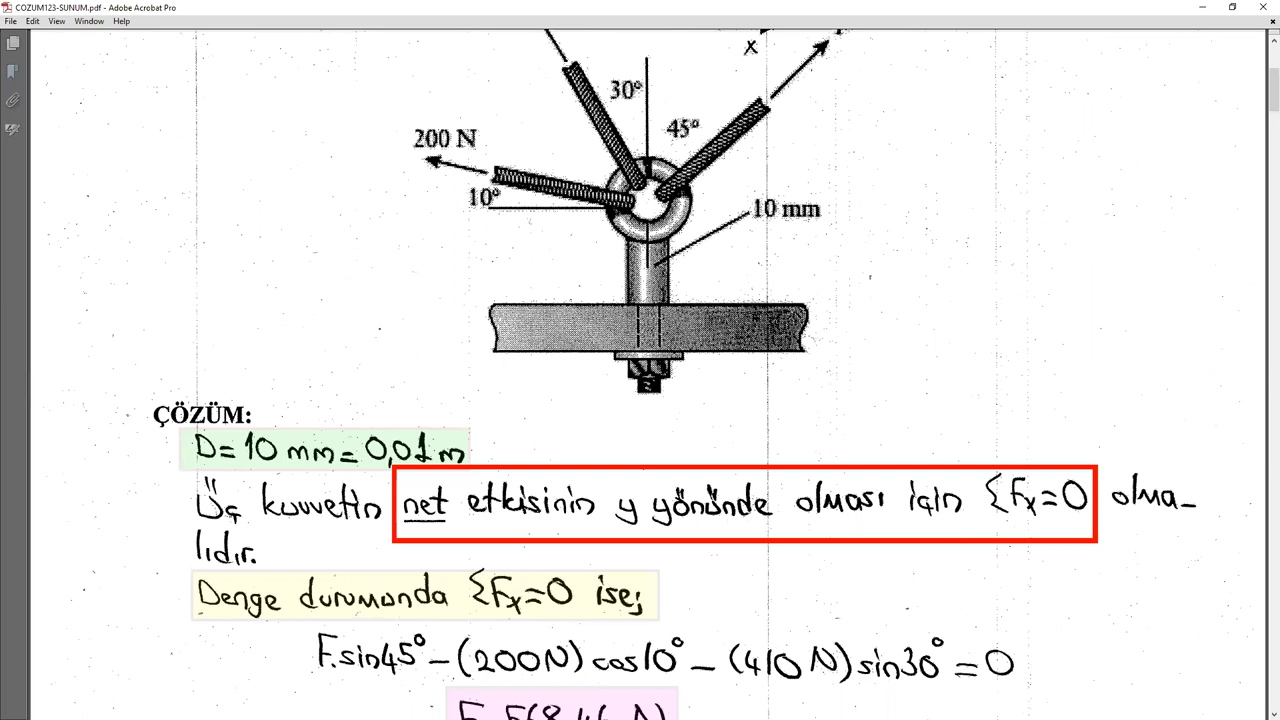 COZUM123-SUNUM.pdf - Adobe Acrobat Pro
File Edit View Window Help
x
30°
45°
200 N
10°
10 mm
ÇÖZÜM:
D= 10 mm = 0,01 m
Üç kuvvetin net etkisinin y yönünde olması için ΣFx=0 olma-
lıdır.
Denge durumunda ΣFx=0 ise;
F.sin45° - (200N) cos10° - (410 N) sin30° = 0